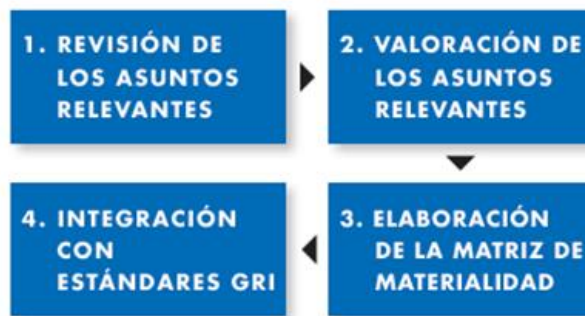 1. REVISIÓN DE
LOS ASUNTOS
RELEVANTES
2. VALORACIÓN DE
LOS ASUNTOS
RELEVANTES
3. ELABORACIÓN
DE LA MATRIZ DE
MATERIALIDAD
4. INTEGRACIÓN
CON
ESTÁNDARES GRI